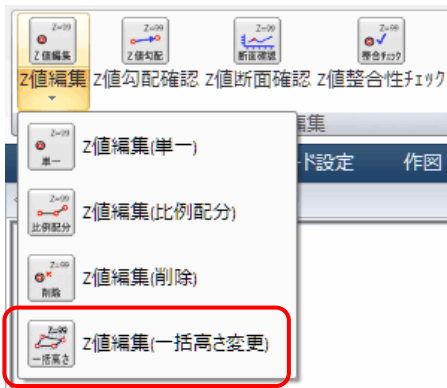 Z=99 Z=99 Z=99 Z=99
Z値編集 Z値勾配 断面確認 整合チェック
Z値編集 Z値勾配確認 Z値断面確認 Z値整合性チェック
編集
Z=99
単一
Z値編集(単一)
ード設定 作図
Z=99
比例配分
Z値編集(比例配分)
Z=99
削除
Z値編集(削除)
Z=99
一括高さ
Z値編集(一括高さ変更)